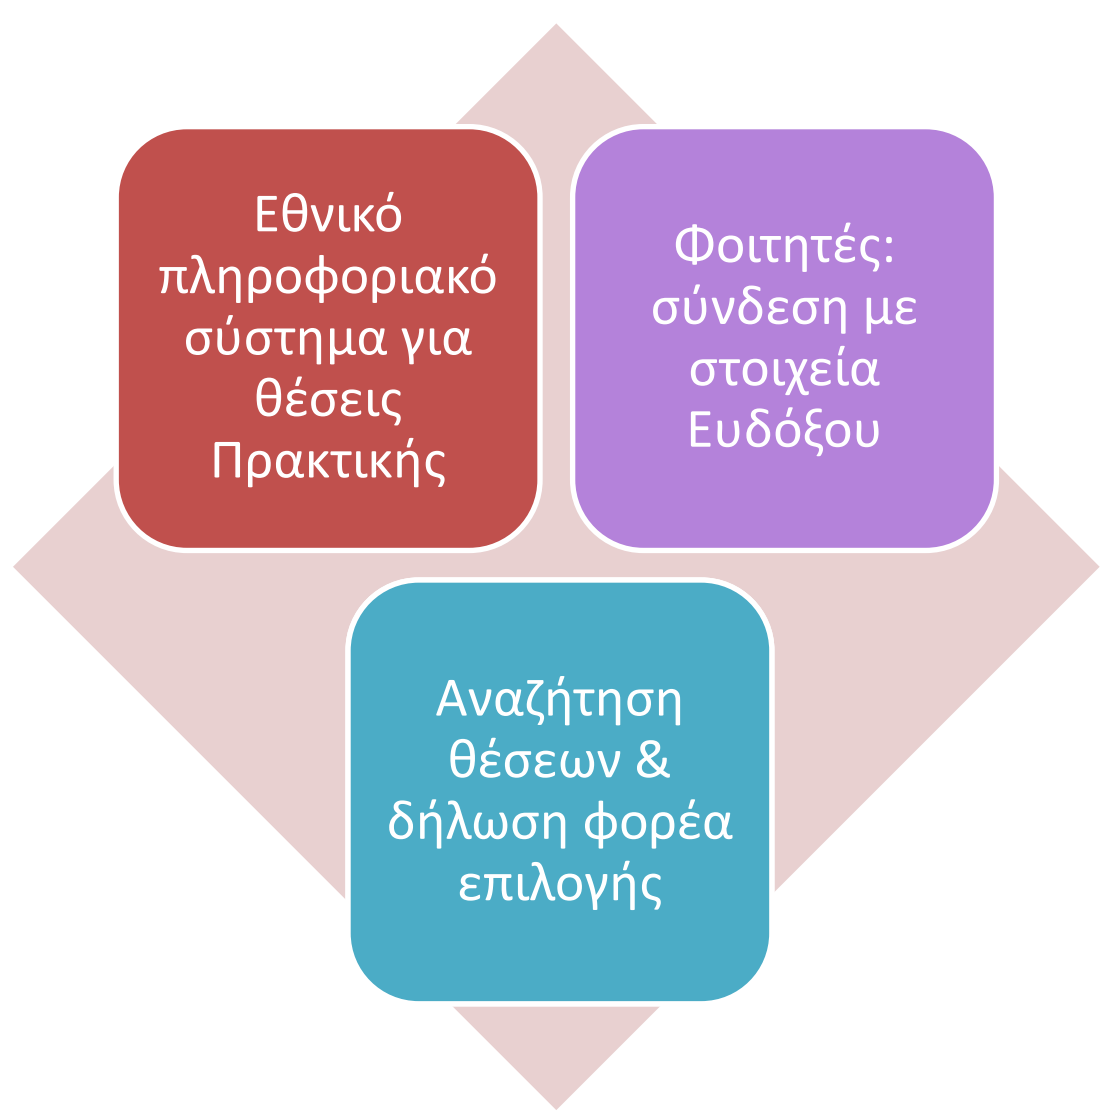 Εθνικό
πληροφοριακό
σύστημα για
θέσεις
Πρακτικής
Φοιτητές:
σύνδεση με
στοιχεία
Ευδόξου
Αναζήτηση
θέσεων &
δήλωση φορέα
επιλογής